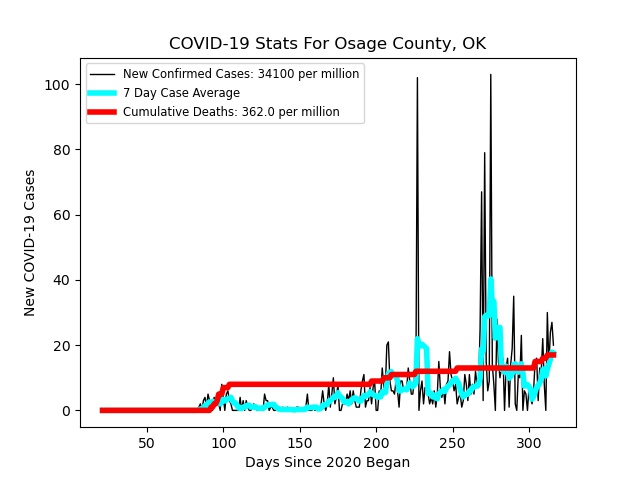 COVID-19 Stats For Osage County, OK
New Confirmed Cases: 34100 per million
7 Day Case Average
Cumulative Deaths: 362.0 per million
New COVID-19 Cases
100
80
60
40
20
0
50 100 150 200 250 300
Days Since 2020 Began